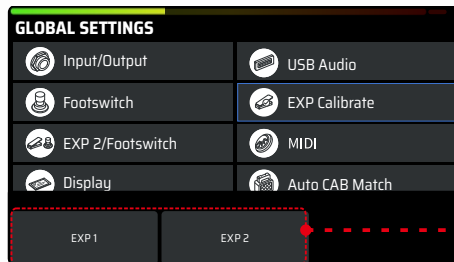 GLOBAL SETTINGS
Input/Output
USB Audio
Footswitch
EXP Calibrate
EXP 2/Footswitch
MIDI
Display
Auto CAB Match
EXP 1
EXP 2